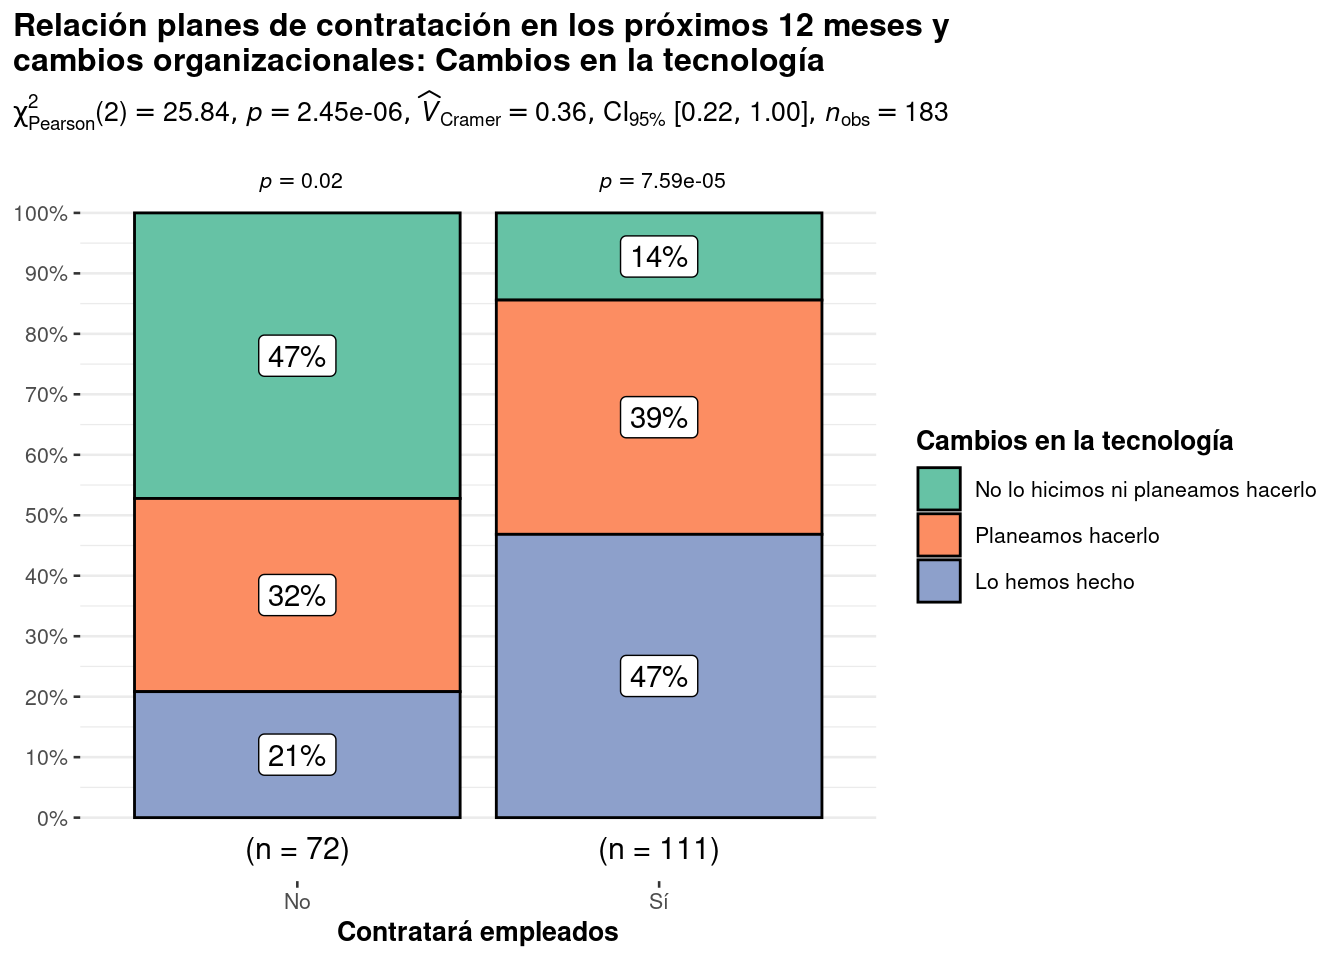 Relación planes de contratación en los próximos 12 meses y
cambios organizacionales: Cambios en la tecnología
χ²Pearson(2) = 25.84, p = 2.45e-06, V̂Cramer = 0.36, CI95% [0.22, 1.00], nobs = 183
p = 0.02
p = 7.59e-05
100%
90%
80%
70%
60%
50%
40%
30%
20%
10%
0%
47%
32%
21%
14%
39%
47%
(n = 72)
(n = 111)
No
Sí
Contratará empleados
Cambios en la tecnología
No lo hicimos ni planeamos hacerlo
Planeamos hacerlo
Lo hemos hecho